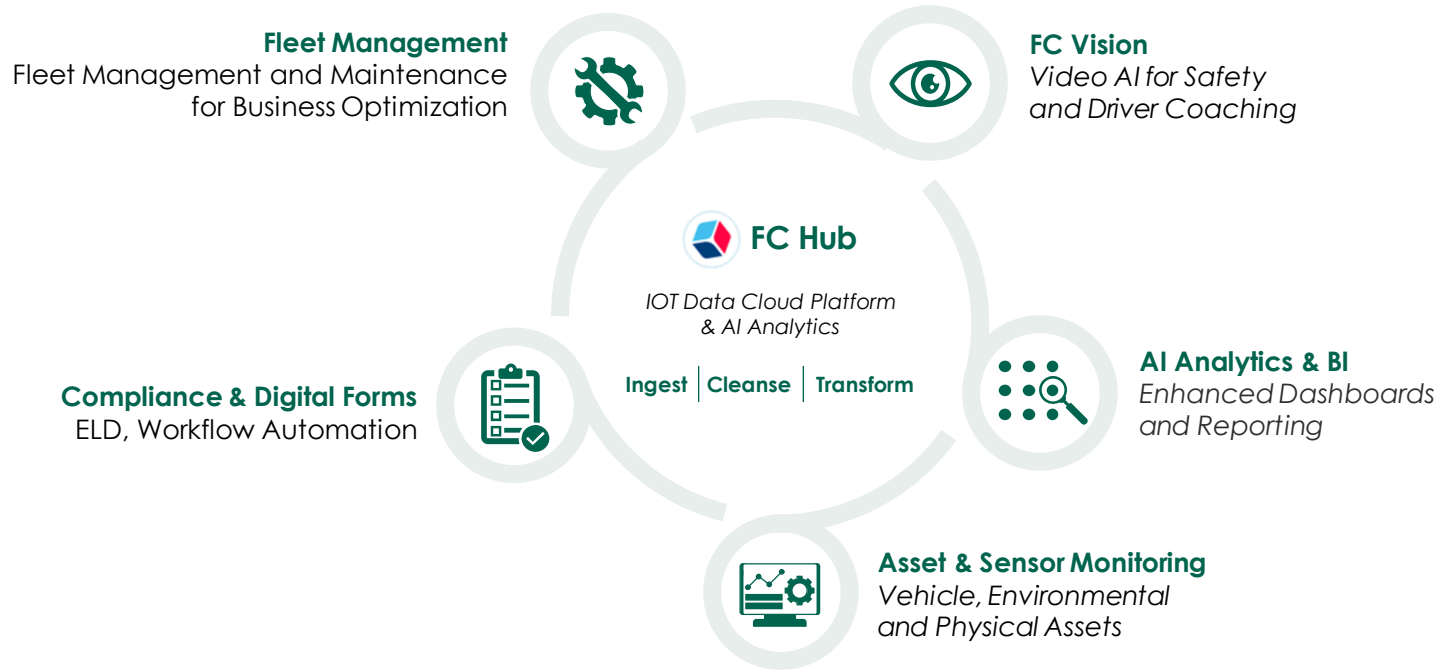 Fleet Management
Fleet Management and Maintenance
for Business Optimization
FC Vision
Video AI for Safety
and Driver Coaching
FC Hub
IOT Data Cloud Platform
& AI Analytics
Ingest Cleanse Transform
AI Analytics & BI
Enhanced Dashboards
and Reporting
Compliance & Digital Forms
ELD, Workflow Automation
Asset & Sensor Monitoring
Vehicle, Environmental
and Physical Assets